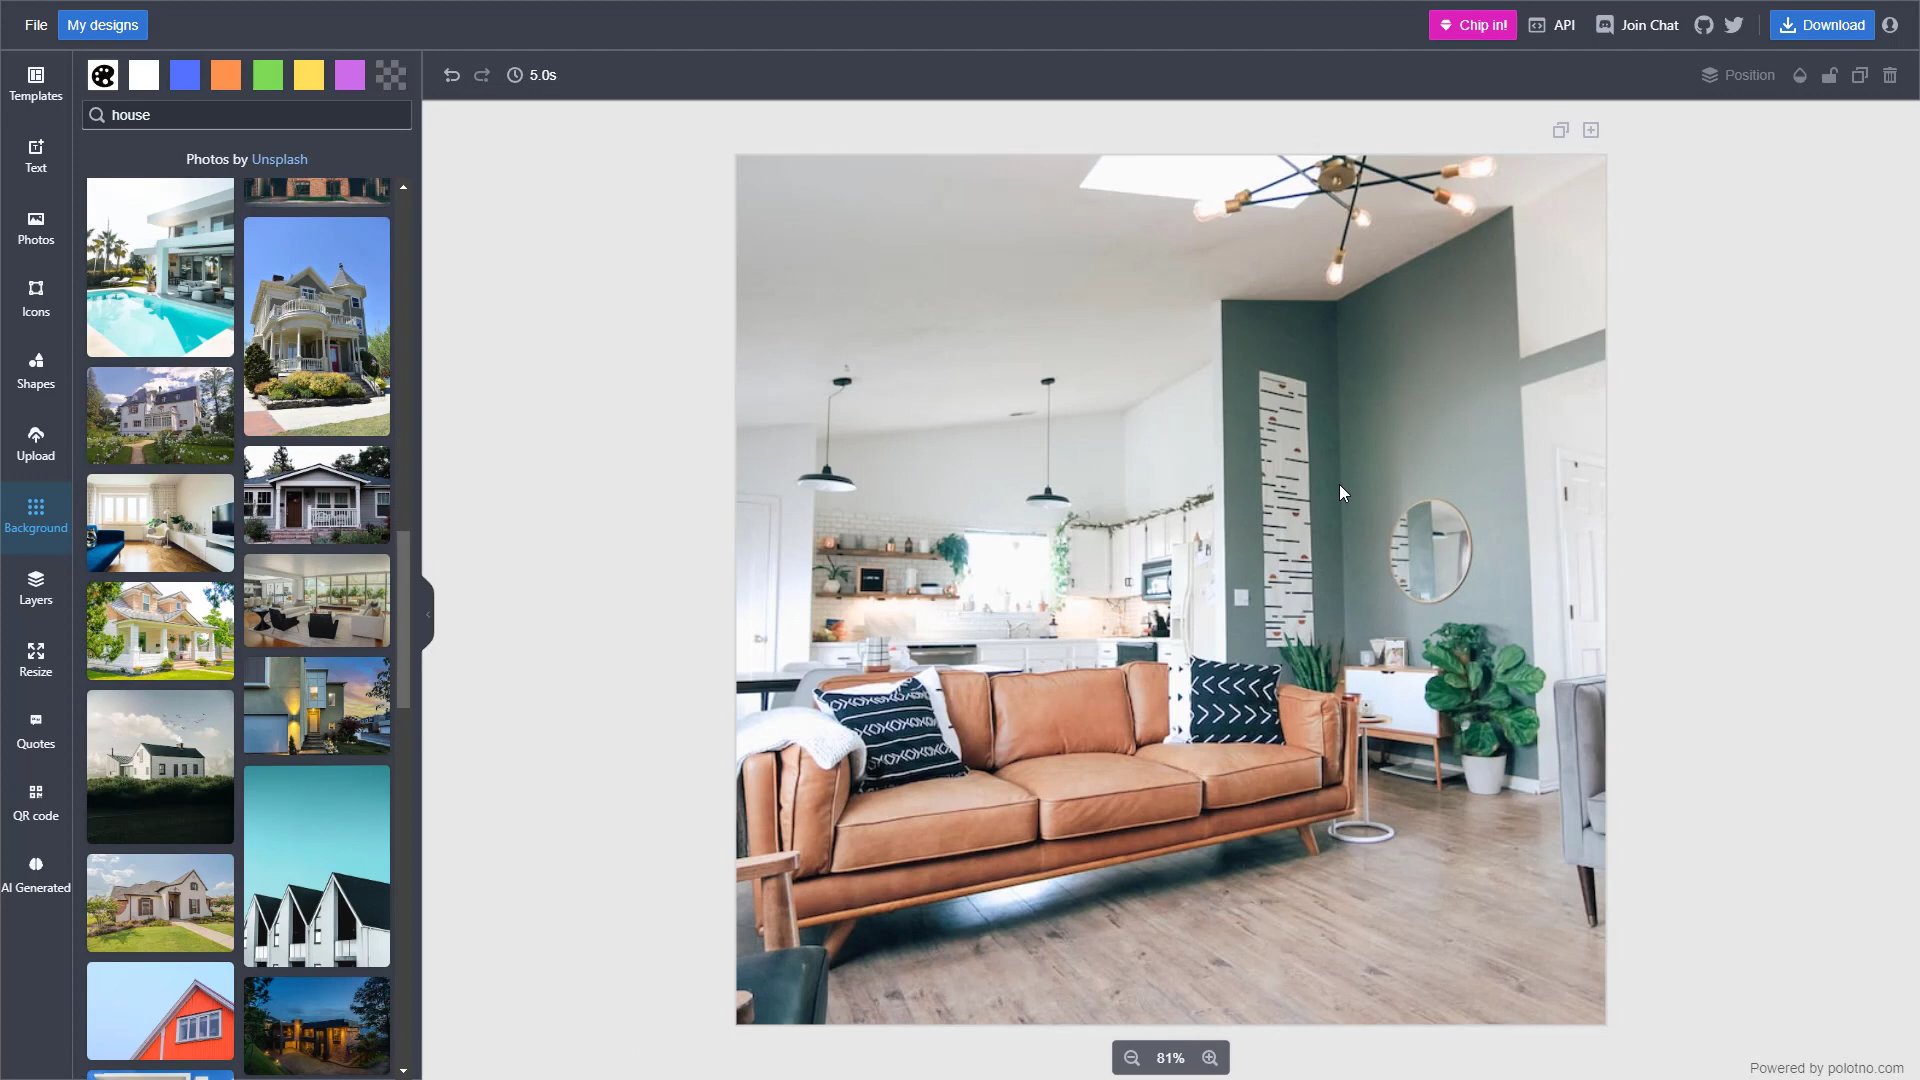 File
My designs
Chip in!
API
Join Chat
Download
Templates
Text
Photos
Icons
Shapes
Upload
Background
Layers
Resize
Quotes
QR code
AI Generated
house
Photos by Unsplash
5.0s
Position
81%
Powered by polotno.com